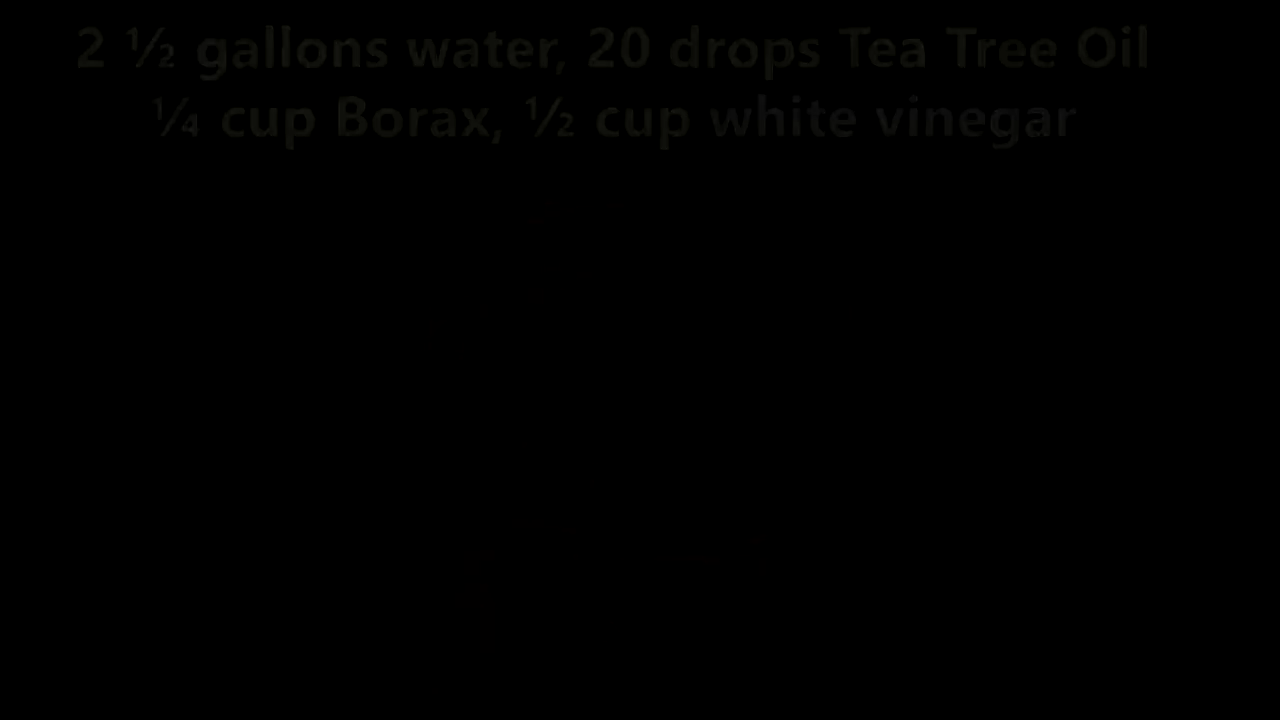 2 ½ gallons water, 20 drops Tea Tree Oil
¼ cup Borax, ½ cup white vinegar